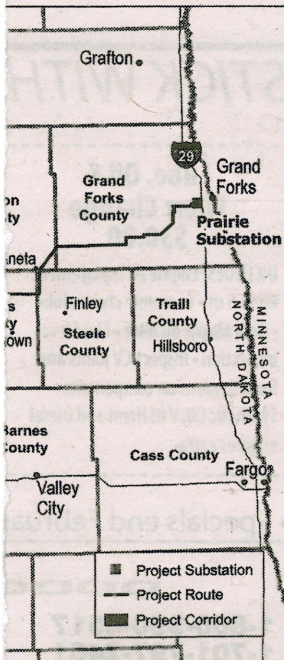 Grafton
29
Grand
Forks
Grand
Forks
County
Prairie
Substation
Aneta
Finley
Steele
County
Traill
County
Hillsboro
MINNESOTA
NORTH DAKOTA
Barnes
County
Cass County
Fargo
Valley
City
Project Substation
Project Route
Project Corridor